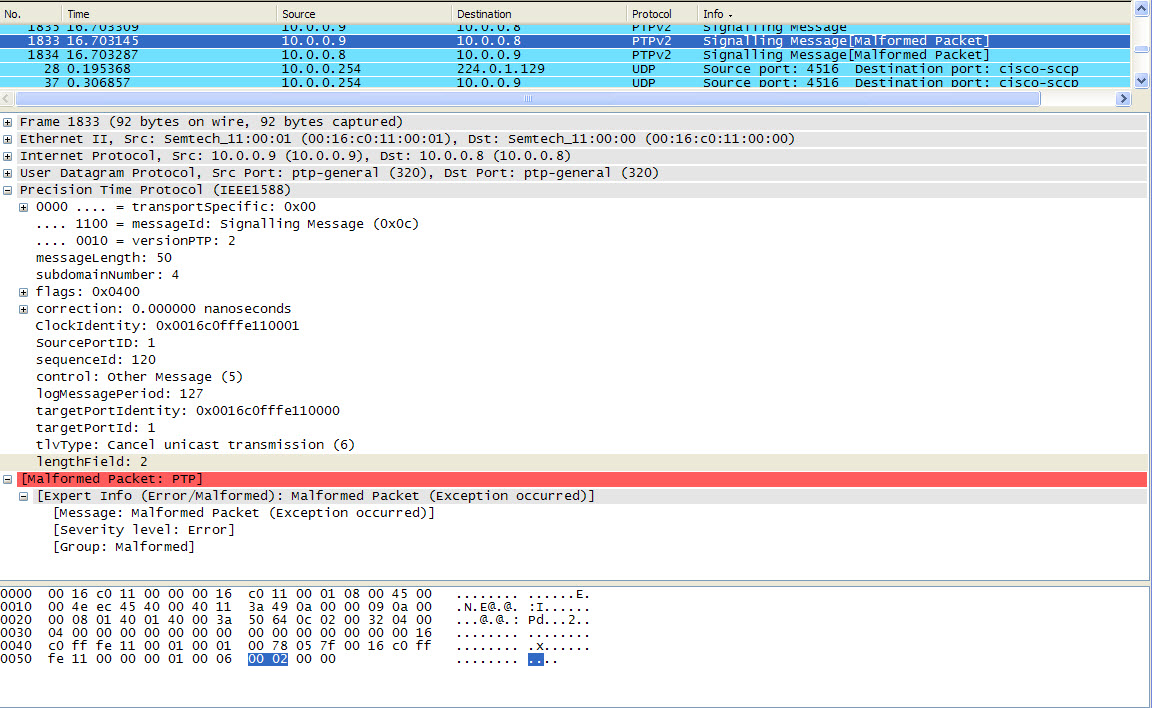 No. Time Source Destination Protocol Info
1835 16.703309 10.0.0.9 10.0.0.8 PTPv2 Signalling Message
1833 16.703145 10.0.0.9 10.0.0.8 PTPv2 Signalling Message[Malformed Packet]
1834 16.703287 10.0.0.8 10.0.0.9 PTPv2 Signalling Message[Malformed Packet]
28 0.195368 10.0.0.254 224.0.1.129 UDP Source port: 4516 Destination port: cisco-sccp
37 0.306857 10.0.0.254 10.0.0.9 UDP Source port: 4516 Destination port: cisco-sccp
Frame 1833 (92 bytes on wire, 92 bytes captured)
Ethernet II, Src: Semtech_11:00:01 (00:16:c0:11:00:01), Dst: Semtech_11:00:00 (00:16:c0:11:00:00)
Internet Protocol, Src: 10.0.0.9 (10.0.0.9), Dst: 10.0.0.8 (10.0.0.8)
User Datagram Protocol, Src Port: ptp-general (320), Dst Port: ptp-general (320)
Precision Time Protocol (IEEE1588)
0000 .... = transportSpecific: 0x00
.... 1100 = messageId: Signalling Message (0x0c)
.... 0010 = versionPTP: 2
messageLength: 50
subdomainNumber: 4
flags: 0x0400
correction: 0.000000 nanoseconds
ClockIdentity: 0x0016c0fffe110001
SourcePortID: 1
sequenceId: 120
control: Other Message (5)
logMessagePeriod: 127
targetPortIdentity: 0x0016c0fffe110000
targetPortId: 1
tlvType: Cancel unicast transmission (6)
lengthField: 2
[Malformed Packet: PTP]
[Expert Info (Error/Malformed): Malformed Packet (Exception occurred)]
[Message: Malformed Packet (Exception occurred)]
[Severity level: Error]
[Group: Malformed]
0000 00 16 c0 11 00 00 00 16 c0 11 00 01 08 00 45 00 ........ ......E.
0010 00 4e ec 45 40 00 40 11 3a 49 0a 00 00 09 0a 00 .N.E@.@. :I......
0020 00 08 01 40 01 40 00 3a 50 64 0c 02 00 32 04 00 ...@.@.: Pd...2..
0030 04 00 00 00 00 00 00 00 00 00 00 00 00 00 00 16 ........ ........
0040 c0 ff fe 11 00 01 00 01 00 78 05 7f 00 16 c0 ff ........ .x......
0050 fe 11 00 00 00 01 00 06 00 02 00 00 ........ ....